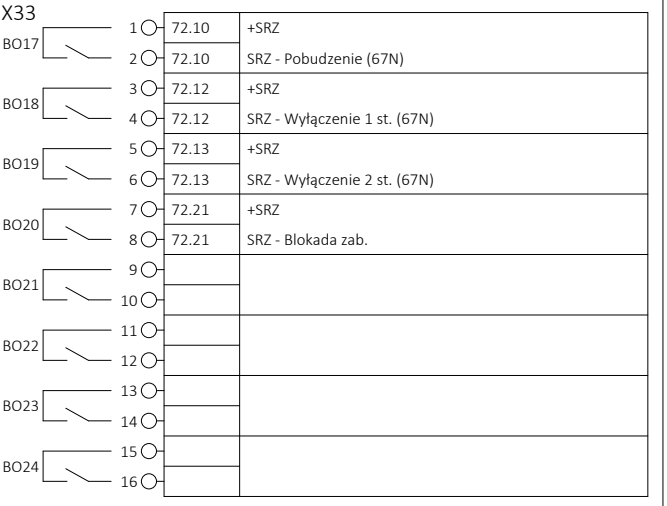 X33
BO17
1 72.10 +SRZ
2 72.10 SRZ - Pobudzenie (67N)
BO18
3 72.12 +SRZ
4 72.12 SRZ - Wyłączenie 1 st. (67N)
BO19
5 72.13 +SRZ
6 72.13 SRZ - Wyłączenie 2 st. (67N)
BO20
7 72.21 +SRZ
8 72.21 SRZ - Blokada zab.
BO21
9
10
BO22
11
12
BO23
13
14
BO24
15
16